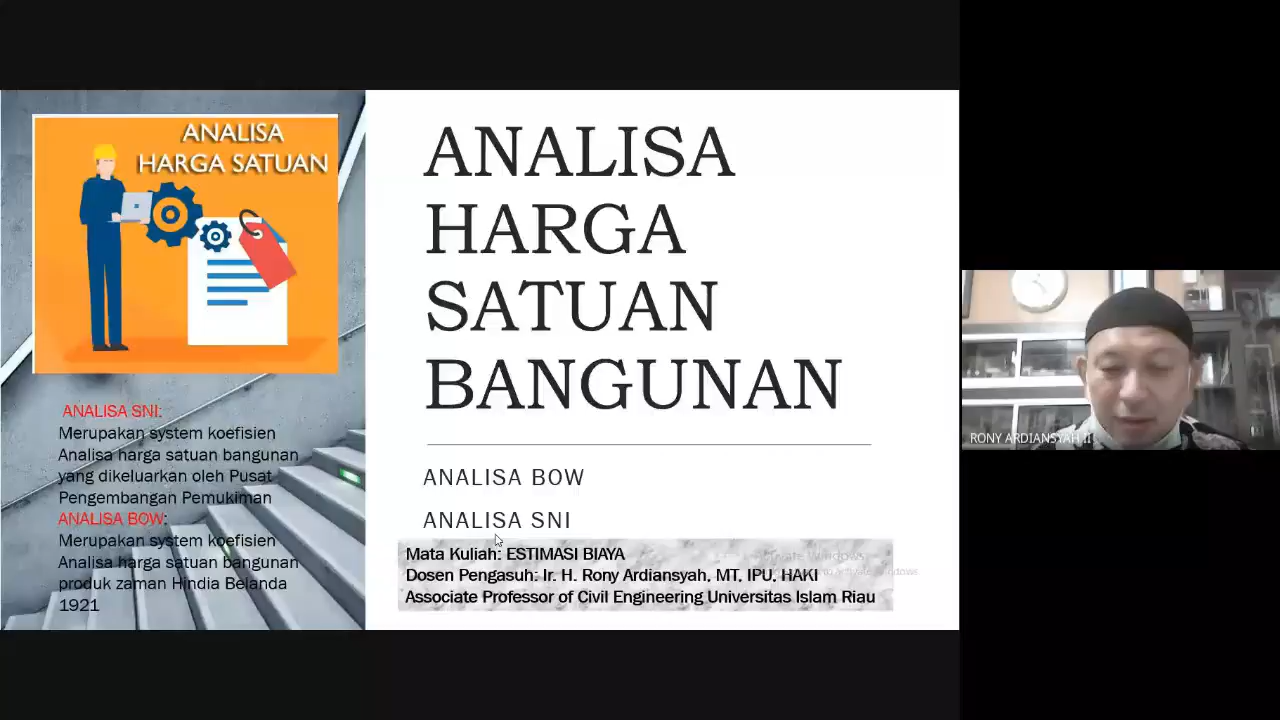 ANALISA
HARGA SATUAN
ANALISA SNI:
Merupakan system koefisien
Analisa harga satuan bangunan
yang dikeluarkan oleh Pusat
Pengembangan Pemukiman
ANALISA BOW:
Merupakan system koefisien
Analisa harga satuan bangunan
produk zaman Hindia Belanda
1921
ANALISA
HARGA
SATUAN
BANGUNAN
ANALISA BOW
ANALISA SNI
Mata Kuliah: ESTIMASI BIAYA
Dosen Pengasuh: Ir. H. Rony Ardiansyah, MT, IPU, HAKI
Associate Professor of Civil Engineering Universitas Islam Riau
Activate Windows
RONY ARDIANSYAH II